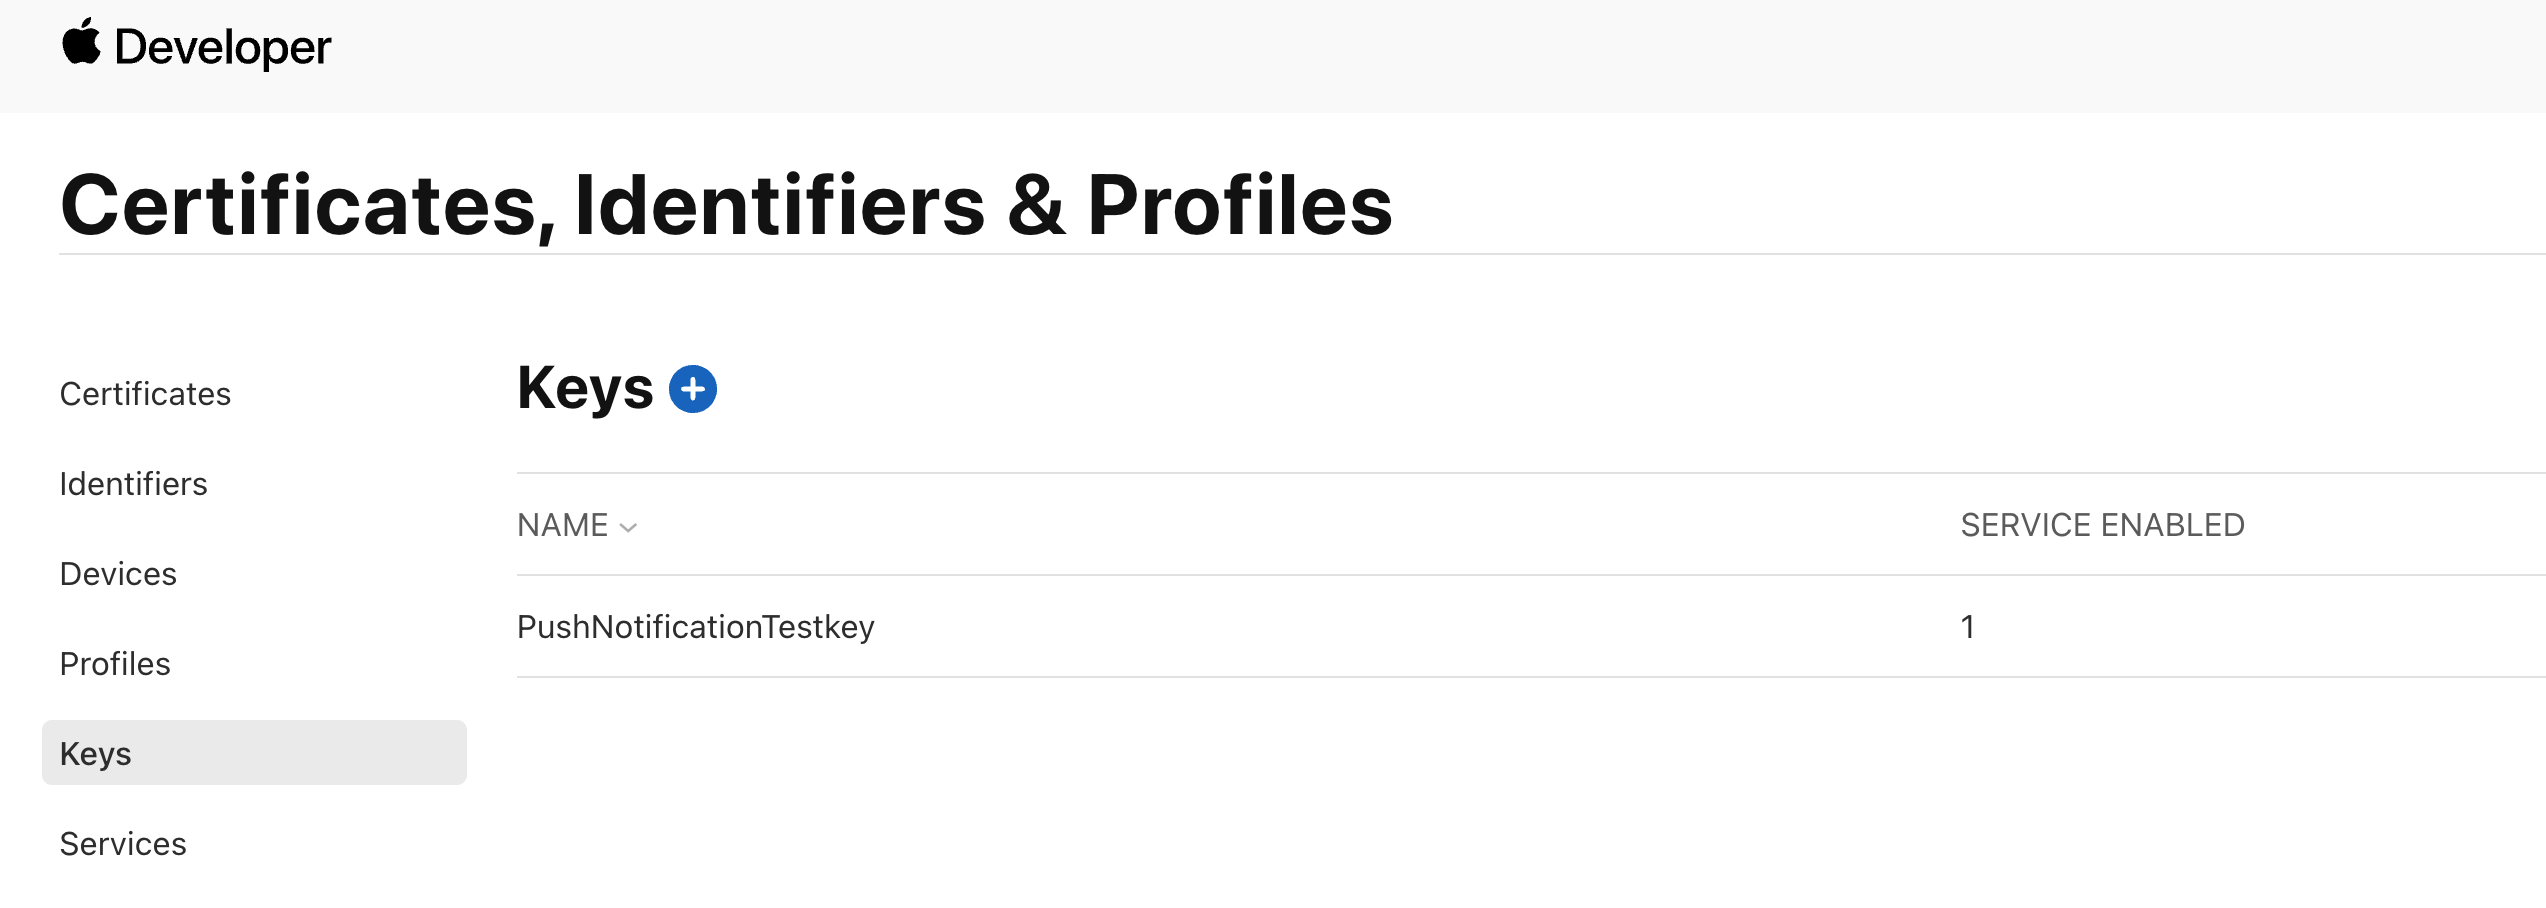 Developer
Certificates, Identifiers & Profiles
Certificates
Identifiers
Devices
Profiles
Keys
Services
Keys
NAME
SERVICE ENABLED
PushNotificationTestkey
1